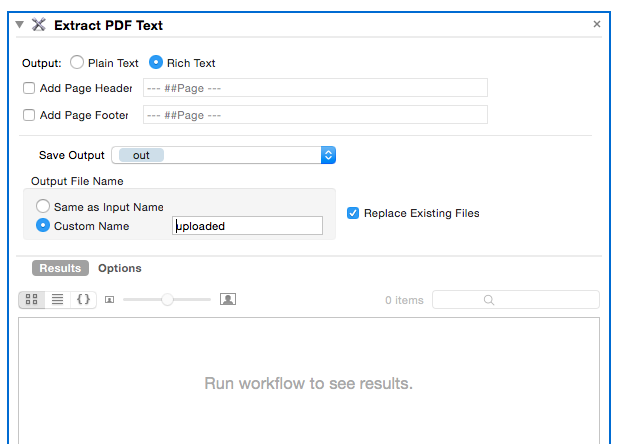 Extract PDF Text
Output: Plain Text Rich Text
Add Page Header --- ##Page ---
Add Page Footer --- ##Page ---
Save Output out
Output File Name
Same as Input Name
Custom Name uploaded
Replace Existing Files
Results Options
0 items
Run workflow to see results.